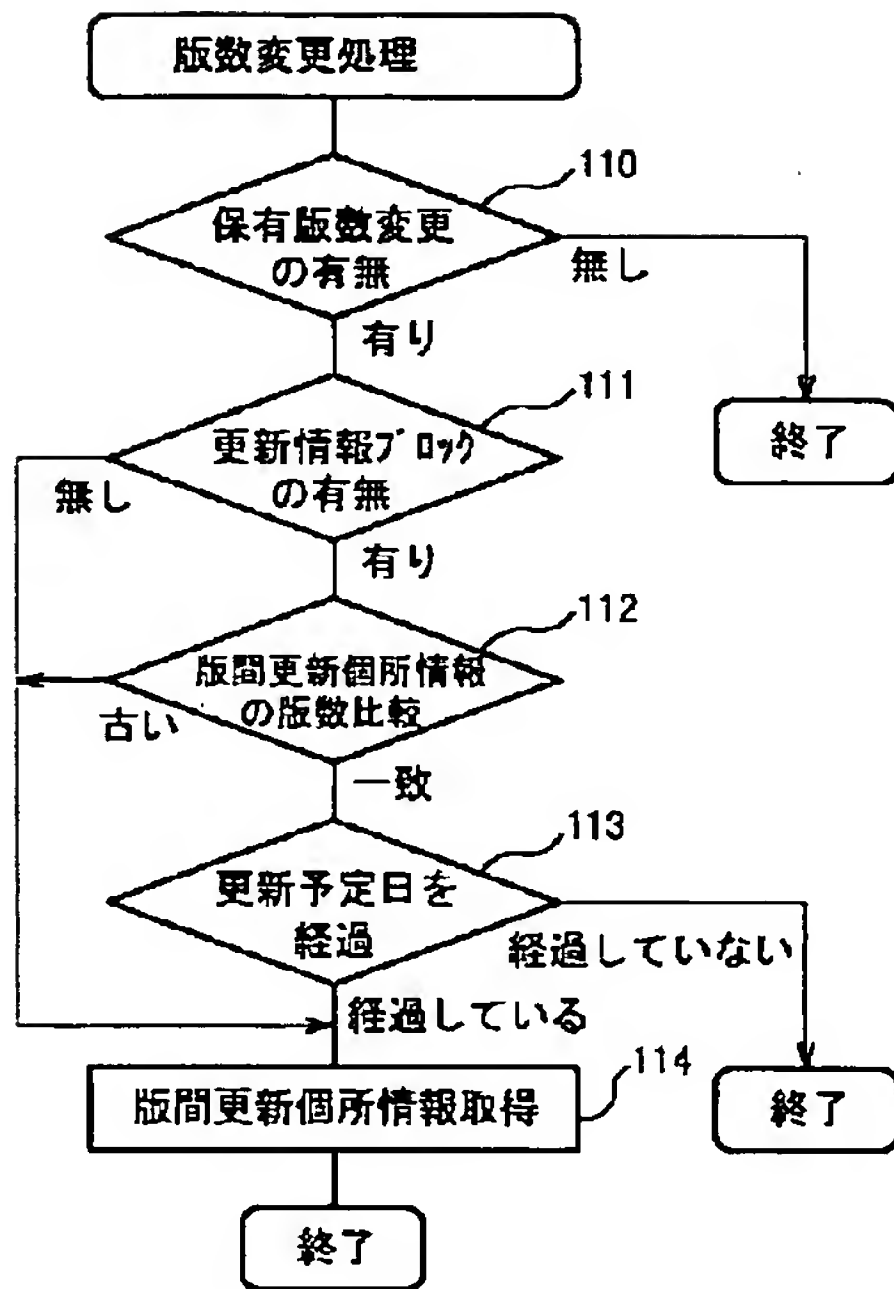 版数変更処理
110
保有版数変更
の有無
無し
有り
111
終了
更新情報ブロック
の有無
無し
有り
112
版間更新個所情報
の版数比較
古い
一致
113
更新予定日を
経過
経過していない
経過している
114
版間更新個所情報取得
終了
終了